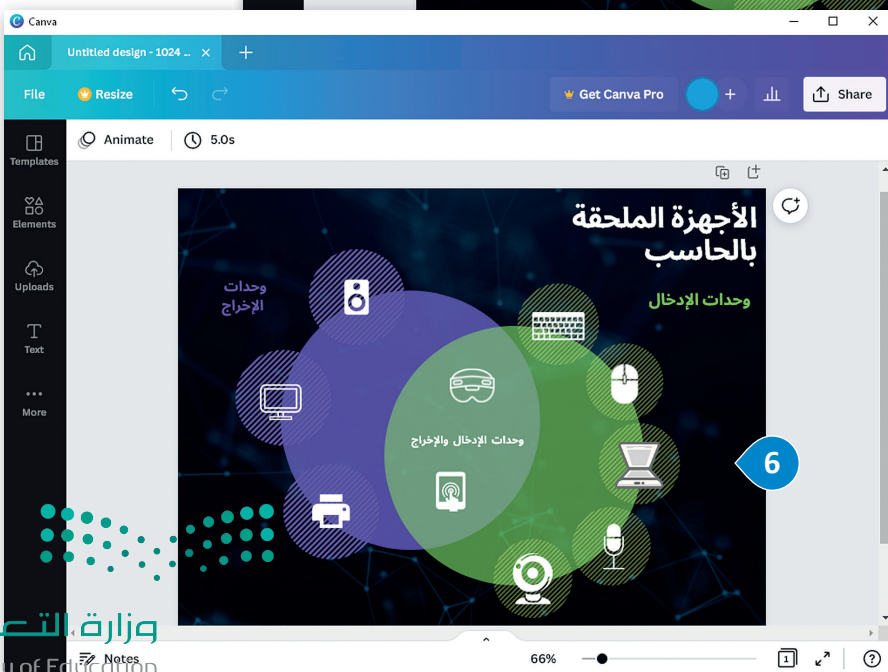 Canva
Untitled design - 1024 ...
File
Resize
Get Canva Pro
Share
Templates
Animate
5.0s
Elements
Uploads
Text
More
الأجهزة الملحقة
بالحاسب
وحدات
الإخراج
وحدات الإدخال
وحدات الإدخال والإخراج
6
وزارة التع
Notes
66%
1
y of Education